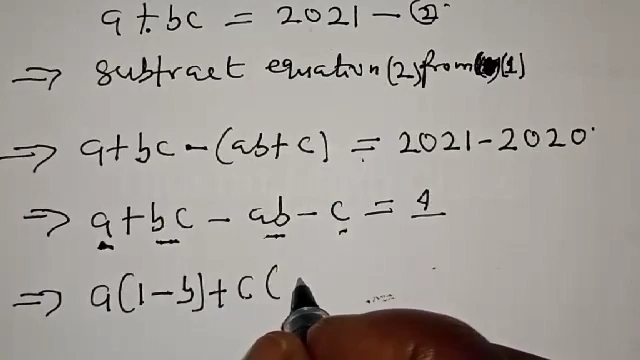 a + bc = 2021 — ②
⇒ subtract equation (2) from (1)
⇒ a + bc - (ab + c) = 2021 - 2020
⇒ a + bc - ab - c = 1
⇒ a(1 - b) + c(